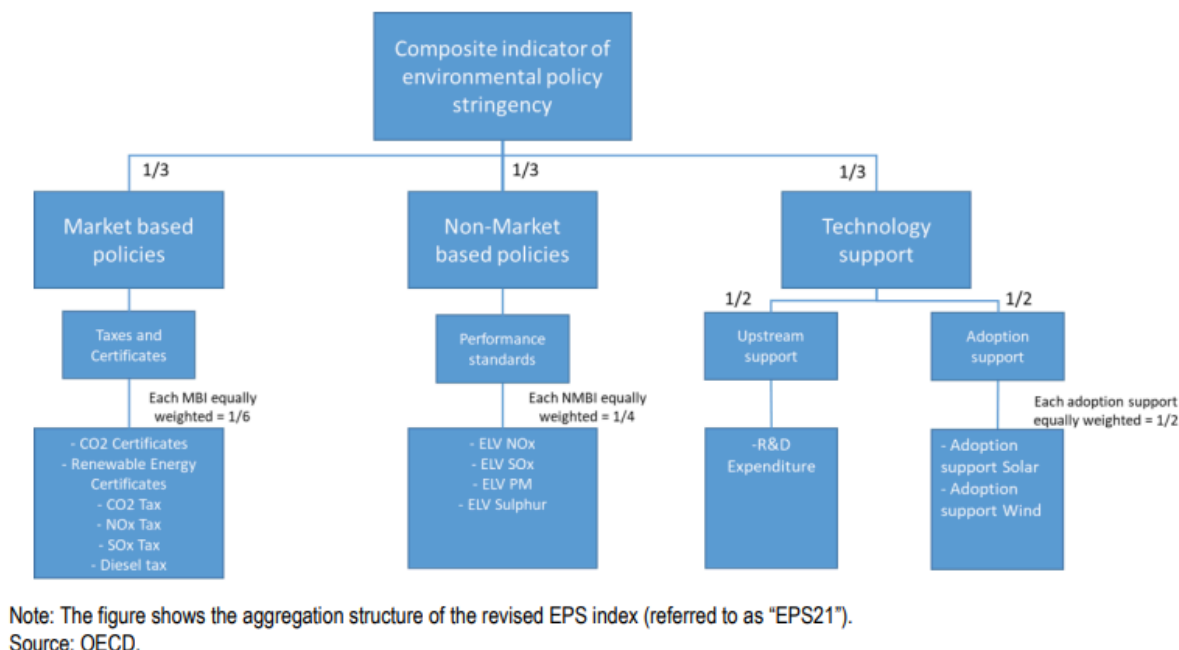 Composite indicator of
environmental policy
stringency
1/3
1/3
1/3
Market based
policies
Non-Market
based policies
Technology
support
1/2
1/2
Taxes and
Certificates
Performance
standards
Upstream
support
Adoption
support
Each MBI equally
weighted = 1/6
Each NMBI equally
weighted = 1/4
Each adoption support
equally weighted = 1/2
- CO2 Certificates
- Renewable Energy
Certificates
- CO2 Tax
- NOx Tax
- SOx Tax
- Diesel tax
- ELV NOx
- ELV SOx
- ELV PM
- ELV Sulphur
-R&D
Expenditure
- Adoption
support Solar
- Adoption
support Wind
Note: The figure shows the aggregation structure of the revised EPS index (referred to as “EPS21”).
Source: OECD.